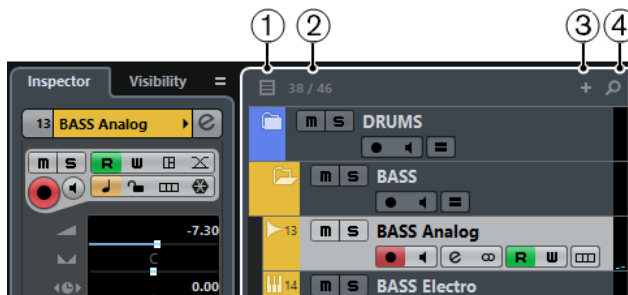 1 2 3 4
Inspector Visibility
38 / 46
13 BASS Analog e
m S DRUMS
m S R W
m S BASS
-7.30
13 m S BASS Analog
C
e R W
0.00
14 m S BASS Electro